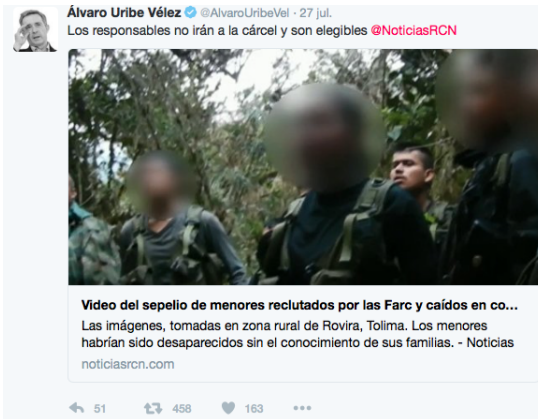 Álvaro Uribe Vélez @AlvaroUribeVel · 27 jul.
Los responsables no irán a la cárcel y son elegibles @NoticiasRCN
Video del sepelio de menores reclutados por las Farc y caídos en co...
Las imágenes, tomadas en zona rural de Rovira, Tolima. Los menores
habrían sido desaparecidos sin el conocimiento de sus familias. - Noticias
noticiasrcn.com
51 458 163